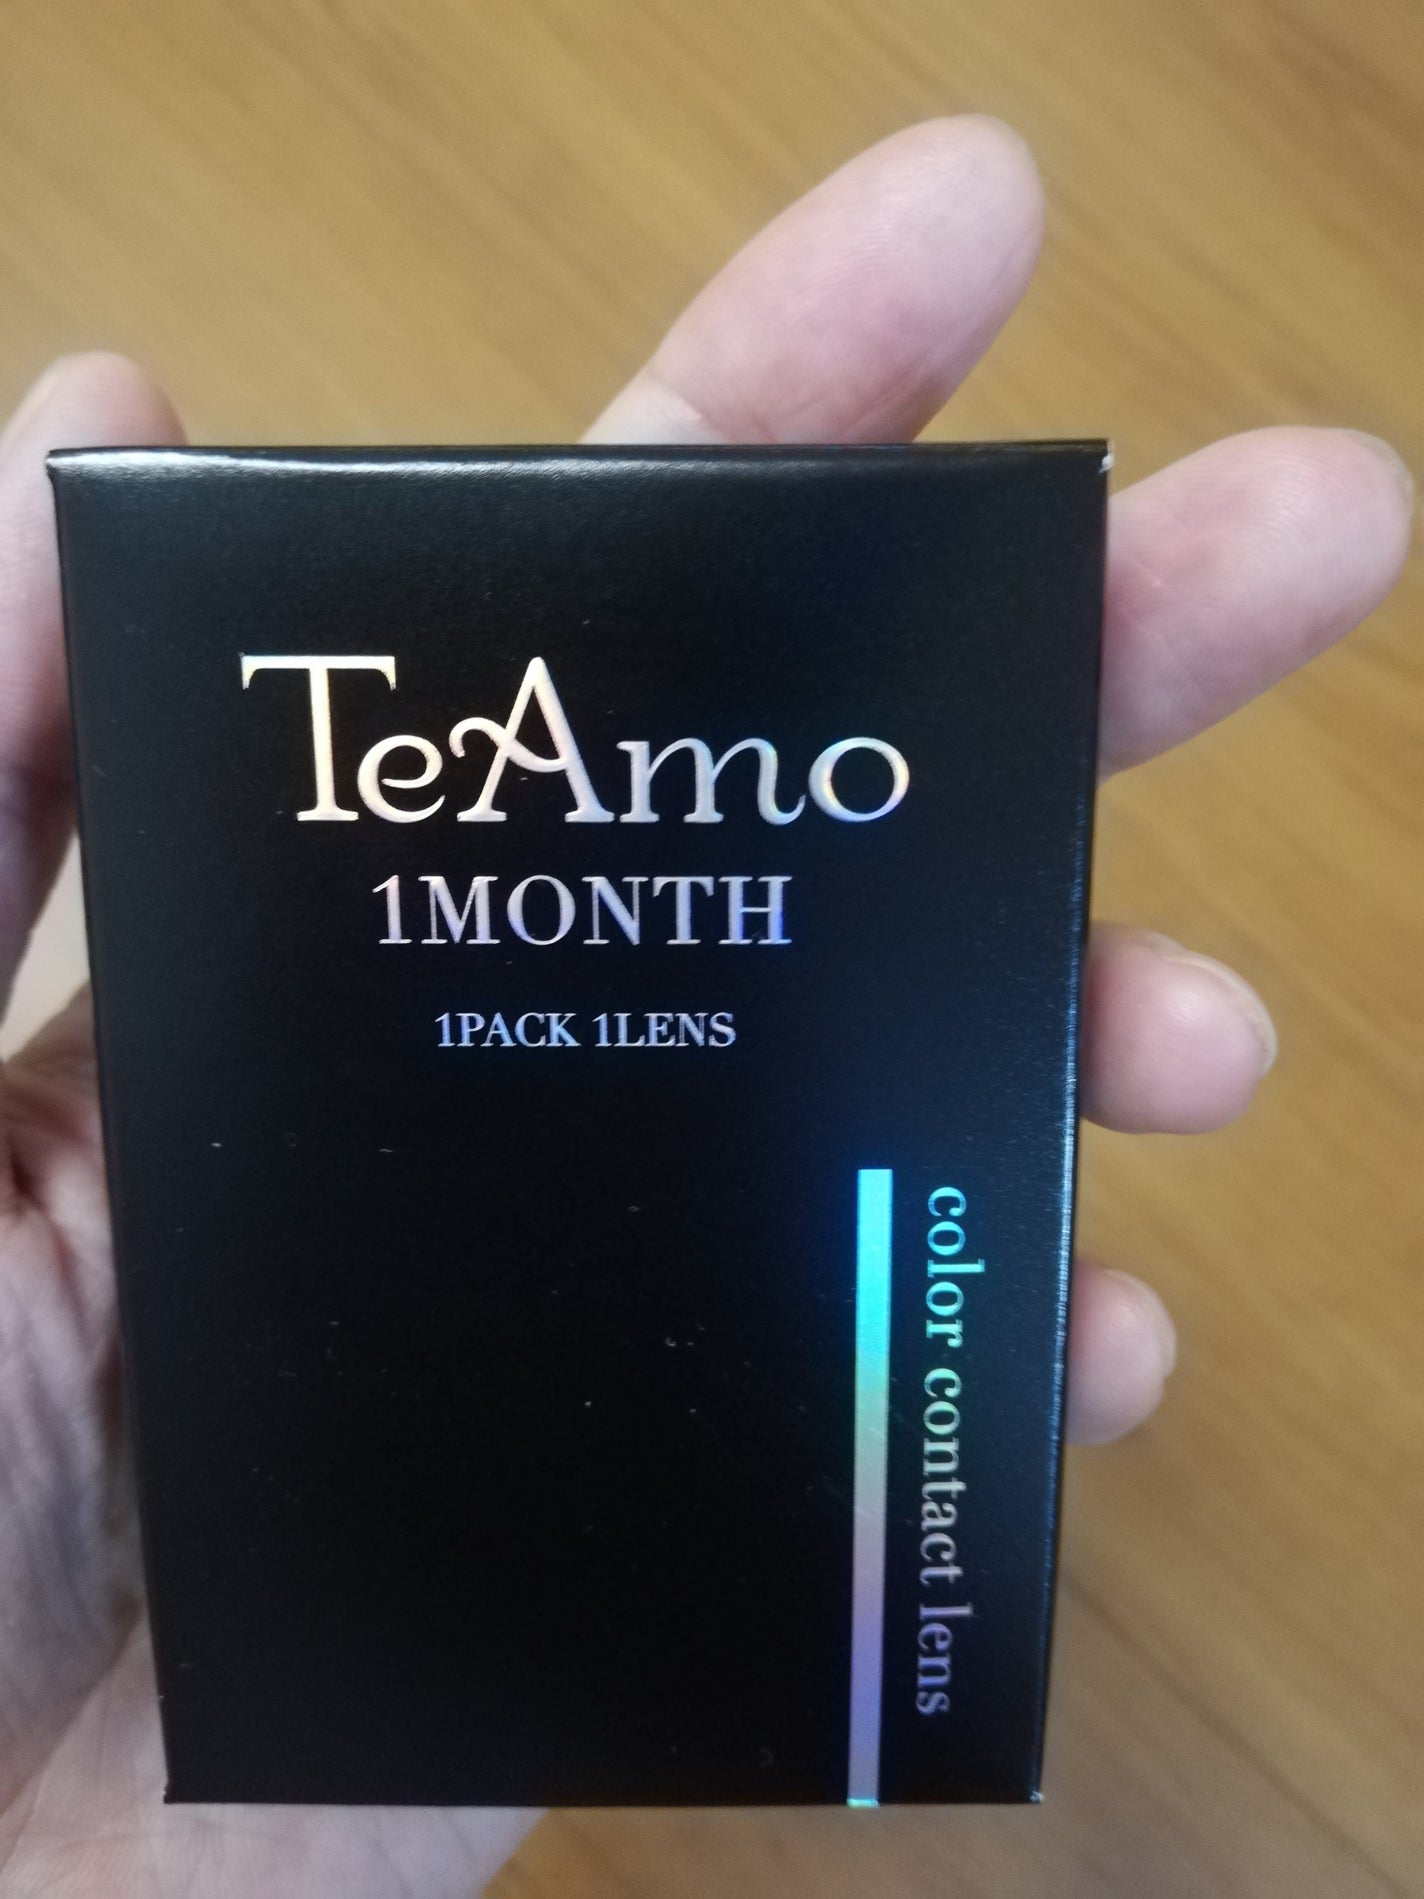 TeAmo
1MONTH
1PACK 1LENS
color contact lens